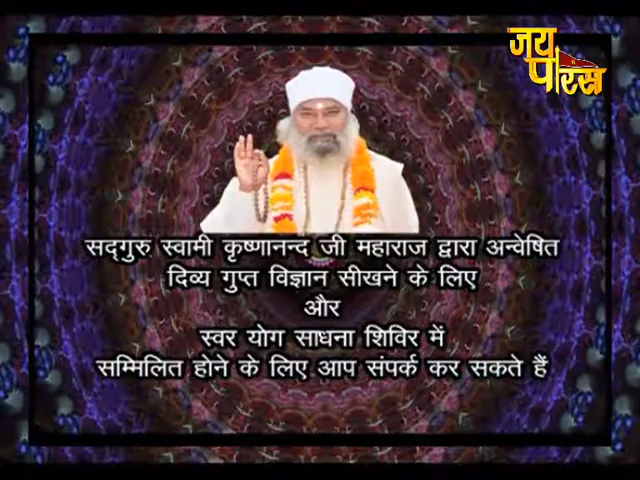 जय
पारस
सद्गुरु स्वामी कृष्णानन्द जी महाराज द्वारा अन्वेषित
दिव्य गुप्त विज्ञान सीखने के लिए
और
स्वर योग साधना शिविर में
सम्मिलित होने के लिए आप संपर्क कर सकते हैं